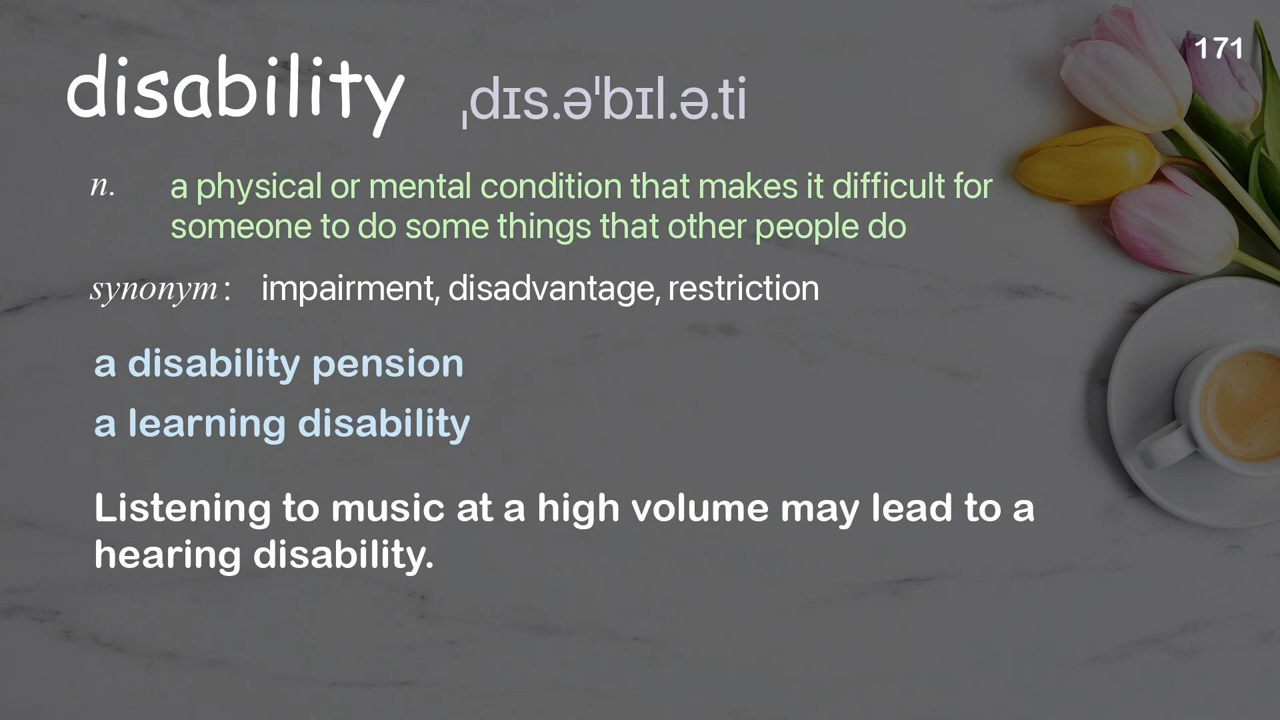 171
disability ˌdɪs.əˈbɪl.ə.ti
n. a physical or mental condition that makes it difficult for
someone to do some things that other people do
synonym : impairment, disadvantage, restriction
a disability pension
a learning disability
Listening to music at a high volume may lead to a
hearing disability.